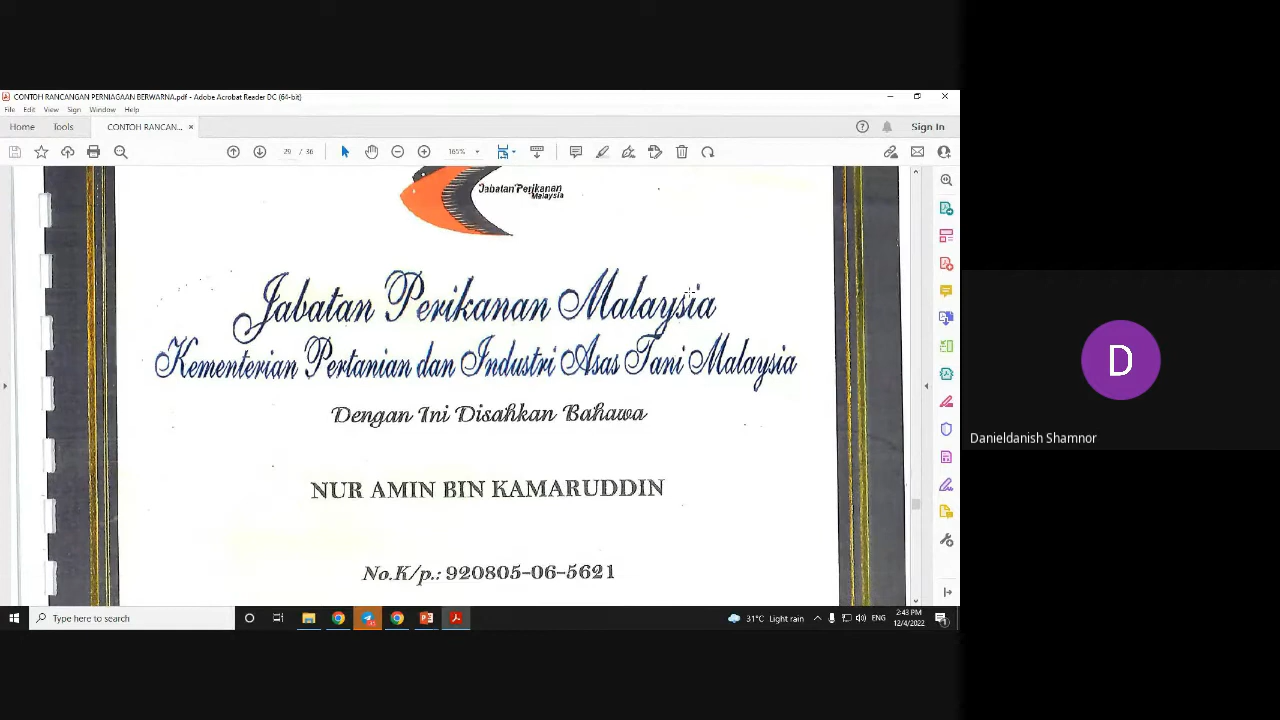 CONTOH RANCANGAN PERNIAGAAN BERWARNA.pdf - Adobe Acrobat Reader DC (64-bit)
File Edit View Sign Window Help
Home Tools CONTOH RANCAN... × Sign In
29 / 36 165%
Jabatan Perikanan
Malaysia
Jabatan Perikanan Malaysia
Kementerian Pertanian dan Industri Asas Tani Malaysia
Dengan Ini Disahkan Bahawa
NUR AMIN BIN KAMARUDDIN
No.K/p.: 920805-06-5621
D
Danieldanish Shamnor
Type here to search
31°C Light rain
ENG
2:43 PM
12/4/2022